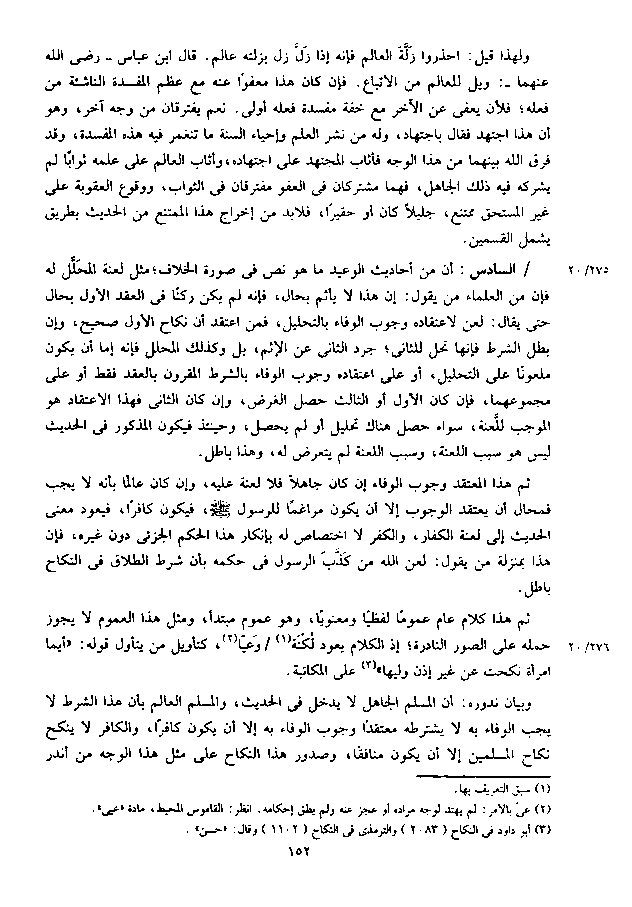 ولهذا قيل: احذروا زَلَّةَ العالم فإنه إذا زَلَّ زل بزلته عالم. قال ابن عباس ـ رضى الله
عنهما ـ: ويل للعالم من الأتباع. فإن كان هذا معفوًا عنه مع عظم المفسدة الناشئة من
فعله؛ فلأن يعفى عن الآخر مع خفة مفسدة فعله أولى. نعم يفترقان من وجه آخر، وهو
أن هذا اجتهد فقال باجتهاد، وله من نشر العلم وإحياء السنة ما تنغمر فيه هذه المفسدة، وقد
فرق الله بينهما من هذا الوجه فأثاب المجتهد على اجتهاده، وأثاب العالم على علمه ثوابًا لم
يشركه فيه ذلك الجاهل، فهما مشتركان فى العفو مفترقان فى الثواب، ووقوع العقوبة على
غير المستحق ممتنع، جليلاً كان أو حقيرًا، فلابد من إخراج هذا الممتنع من الحديث بطريق
يشمل القسمين.
٢٠/٢٧٥ / السادس: أن من أحاديث الوعيد ما هو نص فى صورة الخلاف؛ مثل لعنة المحَلَّل له
فإن من العلماء من يقول: إن هذا لا يأثم بحال، فإنه لم يكن ركنًا فى العقد الأول بحال
حتى يقال: لعن لاعتقاده وجوب الوفاء بالتحليل، فمن اعتقد أن نكاح الأول صحيح، وإن
بطل الشرط فإنها تحل للثانى؛ جرد الثانى عن الإثم، بل وكذلك المحلل فإنه إما أن يكون
ملعونًا على التحليل، أو على اعتقاده وجوب الوفاء بالشرط المقرون بالعقد فقط أو على
مجموعهما، فإن كان الأول أو الثالث حصل الغرض، وإن كان الثانى فهذا الاعتقاد هو
الموجب للَّعنة، سواء حصل هناك تحليل أو لم يحصل، وحينئذ فيكون المذكور فى الحديث
ليس هو سبب اللعنة، وسبب اللعنة لم يتعرض له، وهذا باطل.
ثم هذا المعتقد وجوب الوفاء إن كان جاهلاً فلا لعنة عليه، وإن كان عالمًا بأنه لا يجب
فمحال أن يعتقد الوجوب إلا أن يكون مراغمًا للرسول ﷺ، فيكون كافرًا، فيعود معنى
الحديث إلى لعنة الكفار، والكفر لا اختصاص له بإنكار هذا الحكم الجزئى دون غيره، فإن
هذا بمنزلة من يقول: لعن الله من كَذَّبَ الرسول فى حكمه بأن شرط الطلاق فى النكاح
باطل.
ثم هذا كلام عام عمومًا لفظيًا ومعنويًا، وهو عموم مبتدأ، ومثل هذا العموم لا يجوز
٢٠/٢٧٦ حمله على الصور النادرة؛ إذ الكلام يعود لُكْنَة(١) / وَعَيّا(٢)، كتأويل من يتأول قوله: «أيما
امرأة نكحت عن غير إذن وليها»(٣) على المكاتبة.
وبيان ندوره: أن المسلم الجاهل لا يدخل فى الحديث، والمسلم العالم بأن هذا الشرط لا
يجب الوفاء به لا يشترطه معتقدًا وجوب الوفاء به إلا أن يكون كافرًا، والكافر لا ينكح
نكاح المسلمين إلا أن يكون منافقًا، وصدور هذا النكاح على مثل هذا الوجه من أندر
(١) سبق التعريف بها.
(٢) عىّ بالأمر: لم يهتد لوجه مراده أو عجز عنه ولم يطق إحكامه. انظر: القاموس المحيط، مادة «عيى».
(٣) أبو داود فى النكاح ( ٢٠٨٣ ) والترمذى فى النكاح ( ١١٠٢ ) وقال: «حسن» .
١٥٢